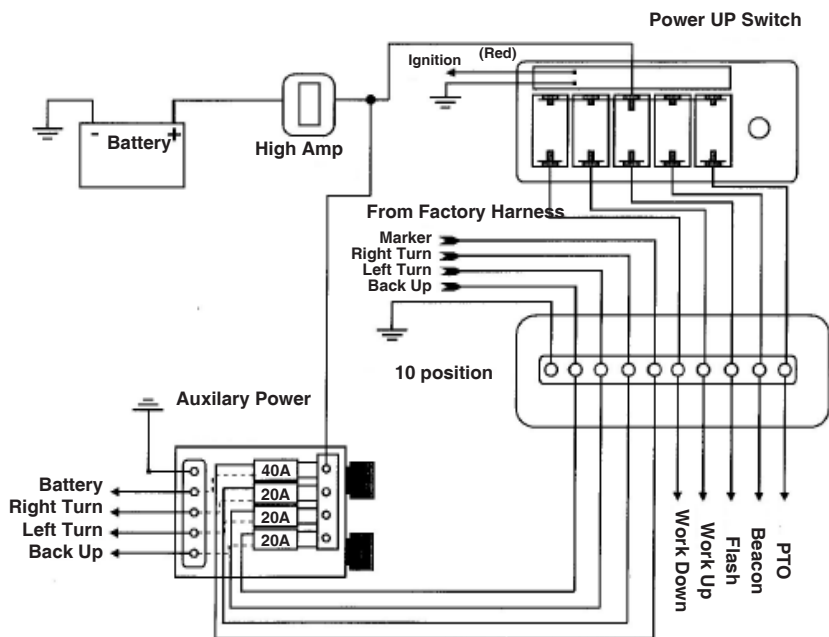 Power UP Switch
(Red)
Ignition
- Battery +
High Amp
From Factory Harness
Marker
Right Turn
Left Turn
Back Up
10 position
Auxilary Power
40A
20A
20A
20A
Battery
Right Turn
Left Turn
Back Up
Work Down
Work Up
Flash
Beacon
PTO